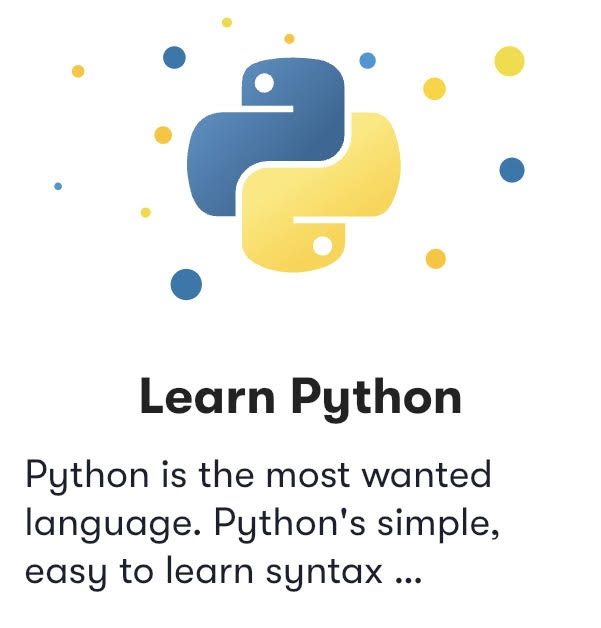 Learn Python
Python is the most wanted
language. Python's simple,
easy to learn syntax ...